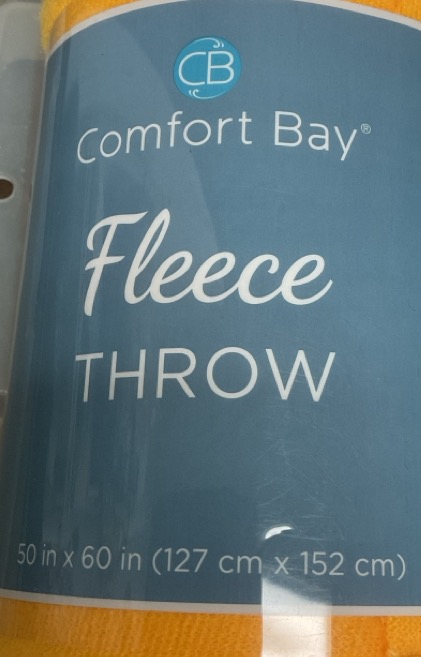 CB
Comfort Bay®
Fleece
THROW
50 in x 60 in (127 cm x 152 cm)